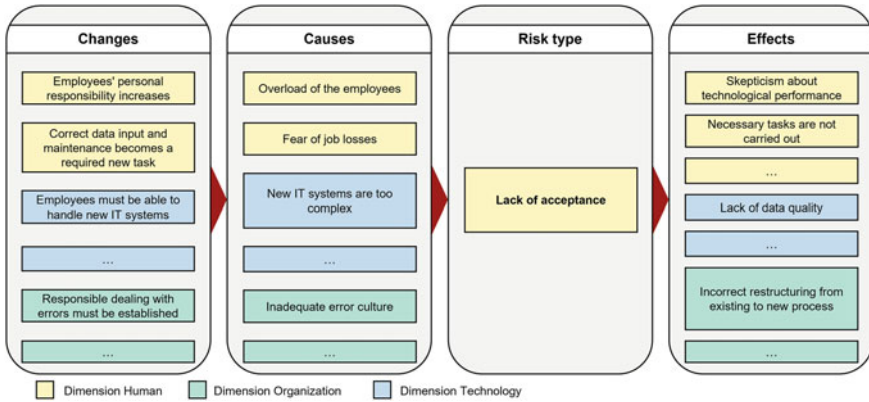 Changes
Employees' personal
responsibility increases
Correct data input and
maintenance becomes a
required new task
Employees must be able to
handle new IT systems
...
Responsible dealing with
errors must be established
...
Causes
Overload of the employees
Fear of job losses
New IT systems are too
complex
...
Inadequate error culture
...
Risk type
Lack of acceptance
Effects
Skepticism about
technological performance
Necessary tasks are not
carried out
...
Lack of data quality
...
Incorrect restructuring from
existing to new process
...
Dimension Human
Dimension Organization
Dimension Technology